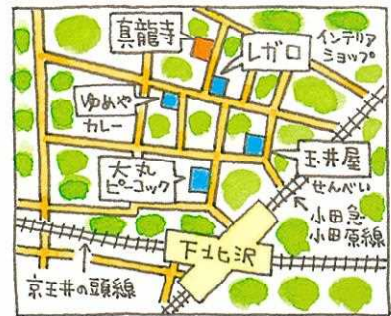 真龍寺
レガロ
インテリア
ショップ
ゆめや
カレー
玉井屋
せんべい
大丸
ピーコック
小田急
小田原線
下北沢
京王井の頭線